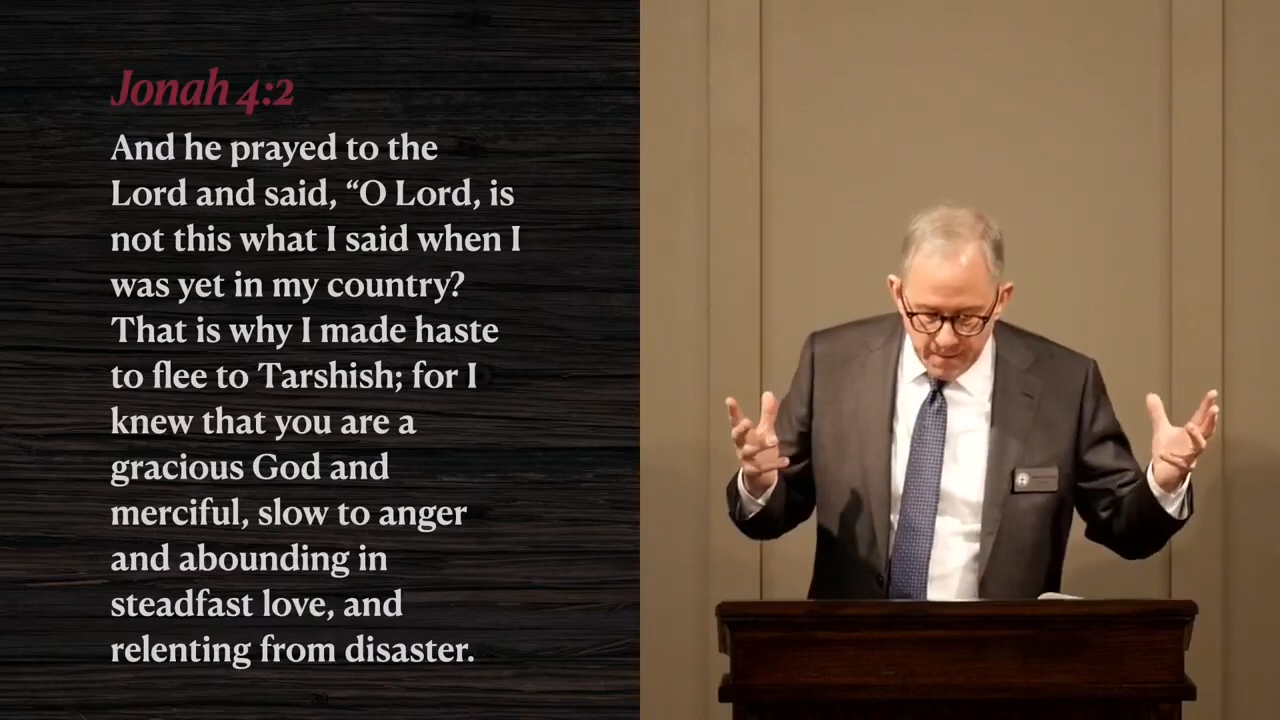 Jonah 4:2
And he prayed to the
Lord and said, “O Lord, is
not this what I said when I
was yet in my country?
That is why I made haste
to flee to Tarshish; for I
knew that you are a
gracious God and
merciful, slow to anger
and abounding in
steadfast love, and
relenting from disaster.
30